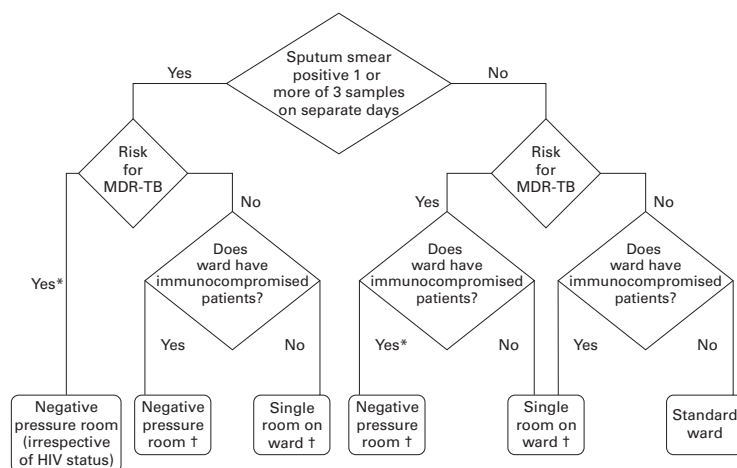 Sputum smear
positive 1 or
more of 3 samples
on separate days
Yes
No
Risk
for
MDR-TB
Risk
for
MDR-TB
No
Yes
No
Yes*
Does
ward have
immunocompromised
patients?
Does
ward have
immunocompromised
patients?
Does
ward have
immunocompromised
patients?
Yes
No
Yes*
No
Yes
No
Negative
pressure room
(irrespective
of HIV status)
Negative
pressure
room †
Single
room on
ward †
Negative
pressure
room †
Single
room on
ward †
Standard
ward